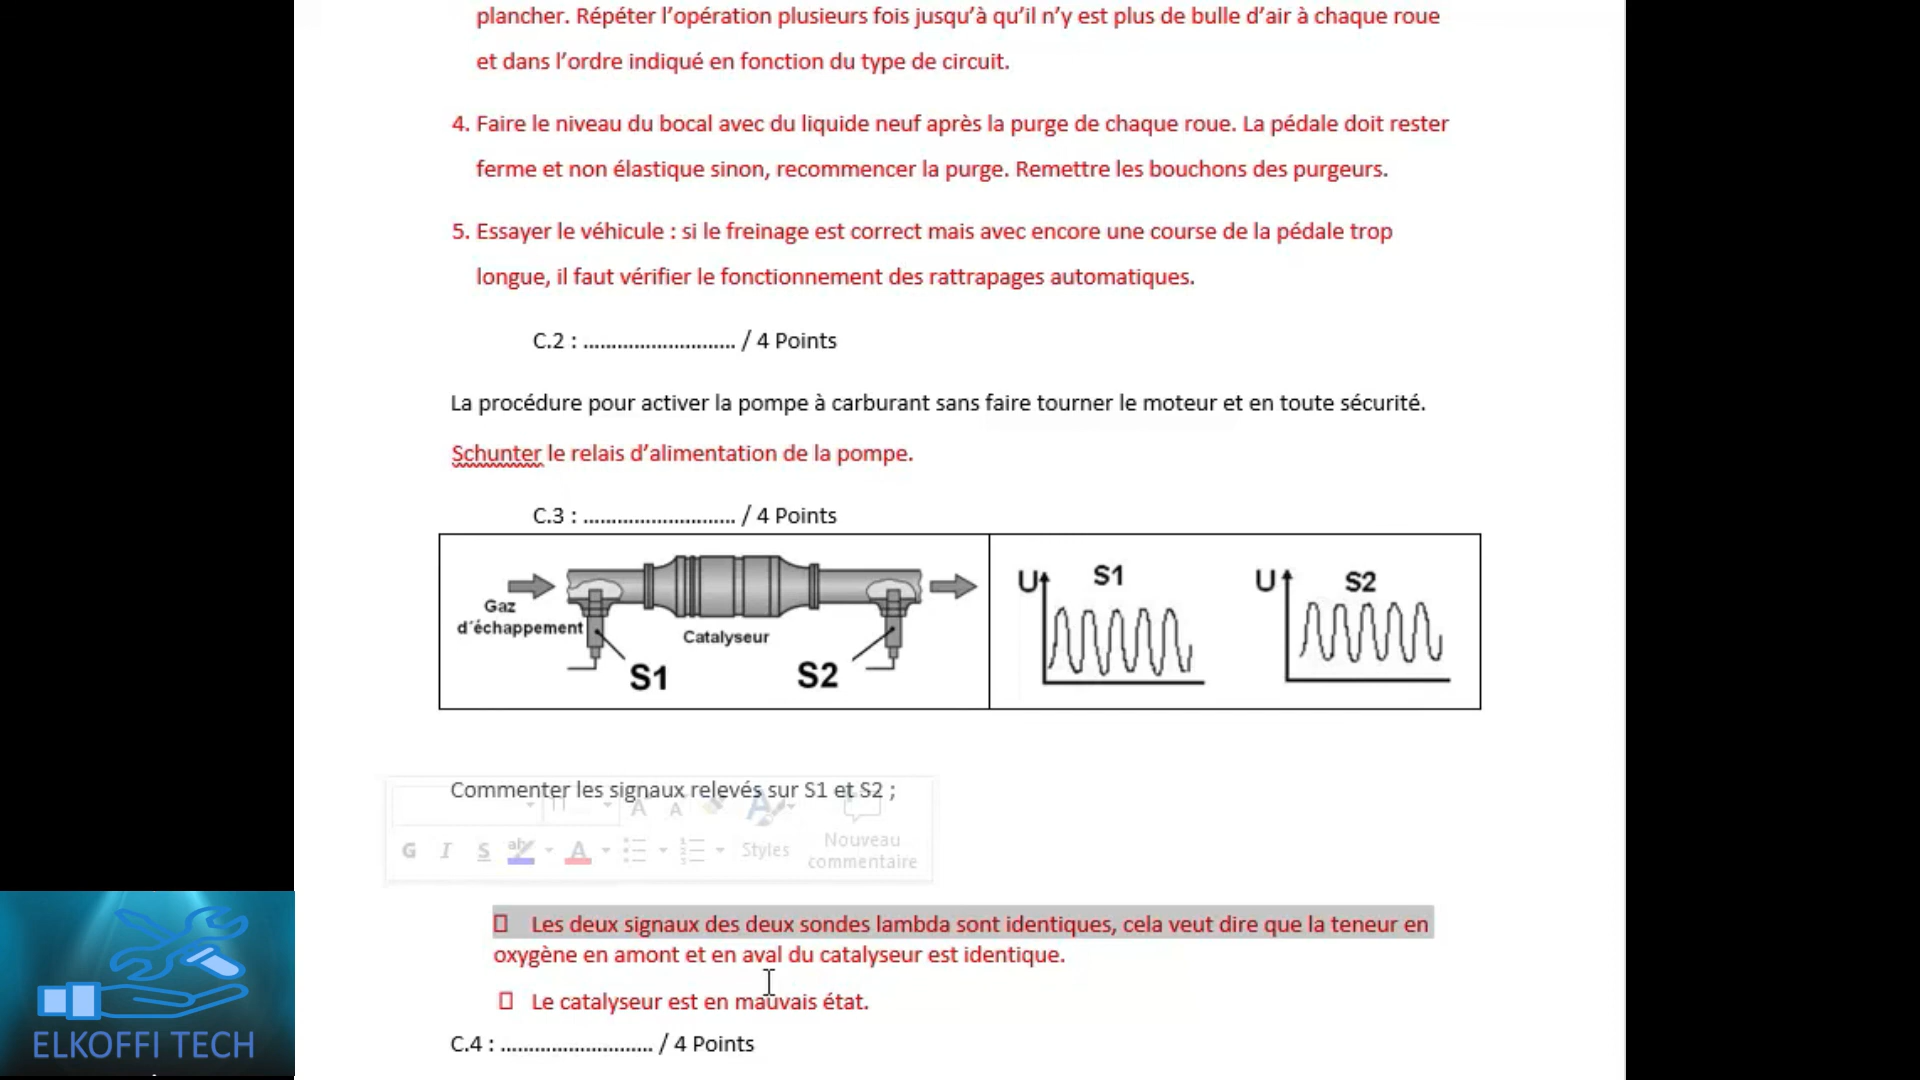 plancher. Répéter l’opération plusieurs fois jusqu’à qu’il n’y est plus de bulle d’air à chaque roue
et dans l’ordre indiqué en fonction du type de circuit.
4. Faire le niveau du bocal avec du liquide neuf après la purge de chaque roue. La pédale doit rester
ferme et non élastique sinon, recommencer la purge. Remettre les bouchons des purgeurs.
5. Essayer le véhicule : si le freinage est correct mais avec encore une course de la pédale trop
longue, il faut vérifier le fonctionnement des rattrapages automatiques.
C.2 : ........................... / 4 Points
La procédure pour activer la pompe à carburant sans faire tourner le moteur et en toute sécurité.
Schunter le relais d’alimentation de la pompe.
C.3 : ........................... / 4 Points
Gaz
d´échappement
Catalyseur
S1
S2
U
S1
U
S2
Commenter les signaux relevés sur S1 et S2 ;
11 A A A
G I S ab A Styles
Nouveau
commentaire
Les deux signaux des deux sondes lambda sont identiques, cela veut dire que la teneur en
oxygène en amont et en aval du catalyseur est identique.
Le catalyseur est en mauvais état.
C.4 : ........................... / 4 Points
ELKOFFI TECH